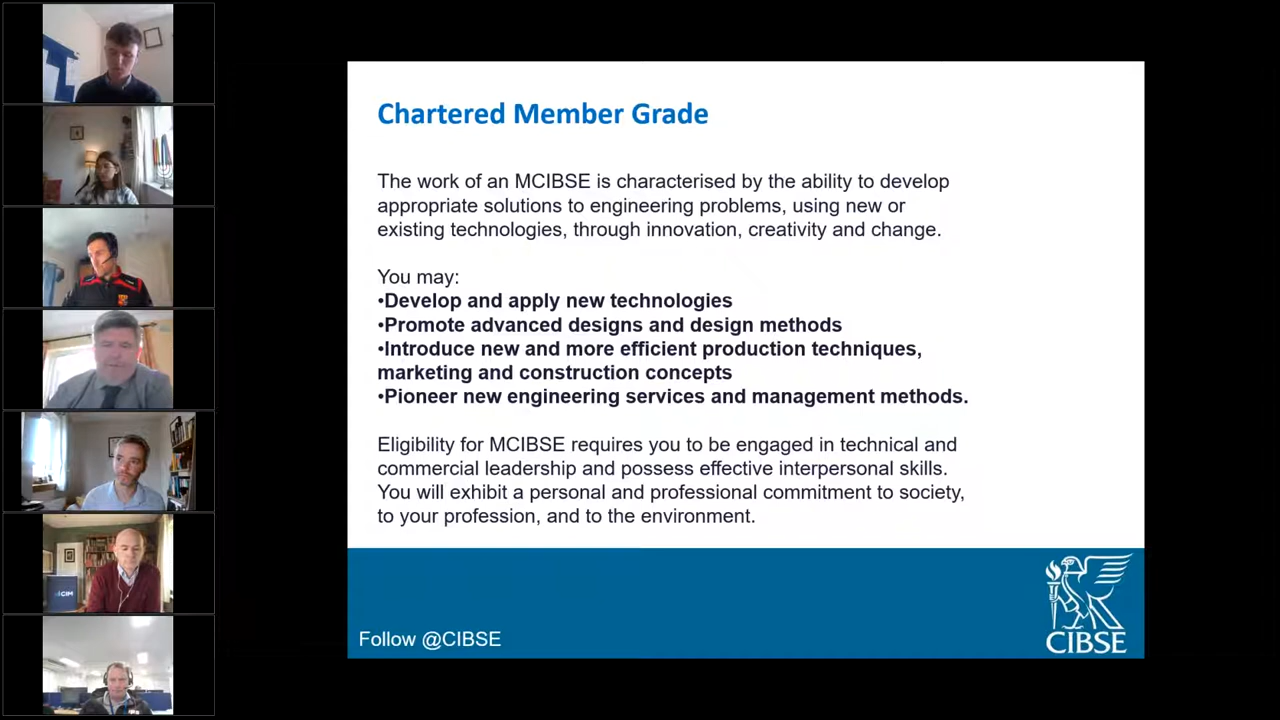 Chartered Member Grade
The work of an MCIBSE is characterised by the ability to develop
appropriate solutions to engineering problems, using new or
existing technologies, through innovation, creativity and change.
You may:
•Develop and apply new technologies
•Promote advanced designs and design methods
•Introduce new and more efficient production techniques,
marketing and construction concepts
•Pioneer new engineering services and management methods.
Eligibility for MCIBSE requires you to be engaged in technical and
commercial leadership and possess effective interpersonal skills.
You will exhibit a personal and professional commitment to society,
to your profession, and to the environment.
Follow @CIBSE
CIBSE
CIM